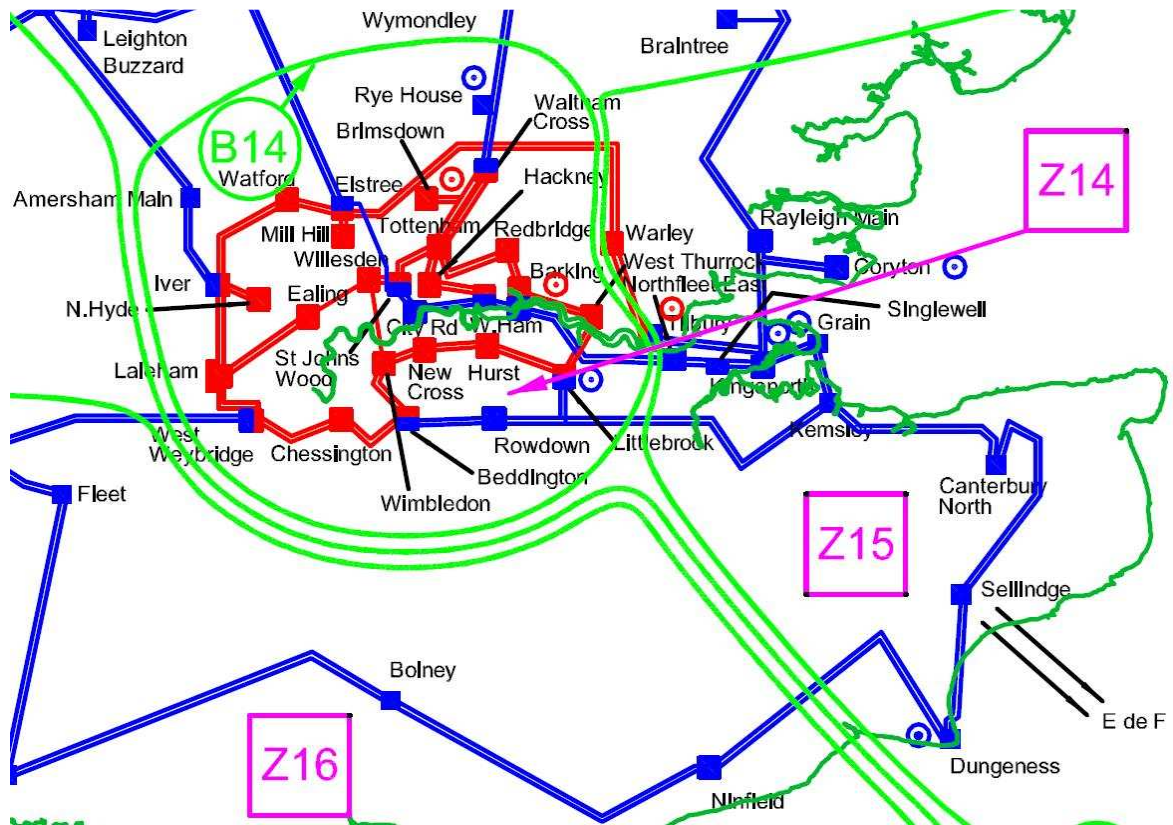 Wymondley
Leighton
Buzzard
Braintree
Rye House
Waltham
Cross
Brimsdown
B14
Z14
Watford
Elstree
Hackney
Amersham Main
Mill Hill
Tottenham
Redbridge
Warley
Rayleigh Main
Willesden
Barking
West Thurrock
Iver
Ealing
Northfleet East
Coryton
N.Hyde
City Rd
W.Ham
Tilbury
Singlewell
Grain
St Johns
Wood
New
Cross
Hurst
Laleham
Kingsnorth
West
Weybridge
Chessington
Rowdown
Littlebrook
Kemsley
Beddington
Wimbledon
Fleet
Canterbury
North
Z15
Sellindge
Bolney
E de F
Z16
Ninfield
Dungeness